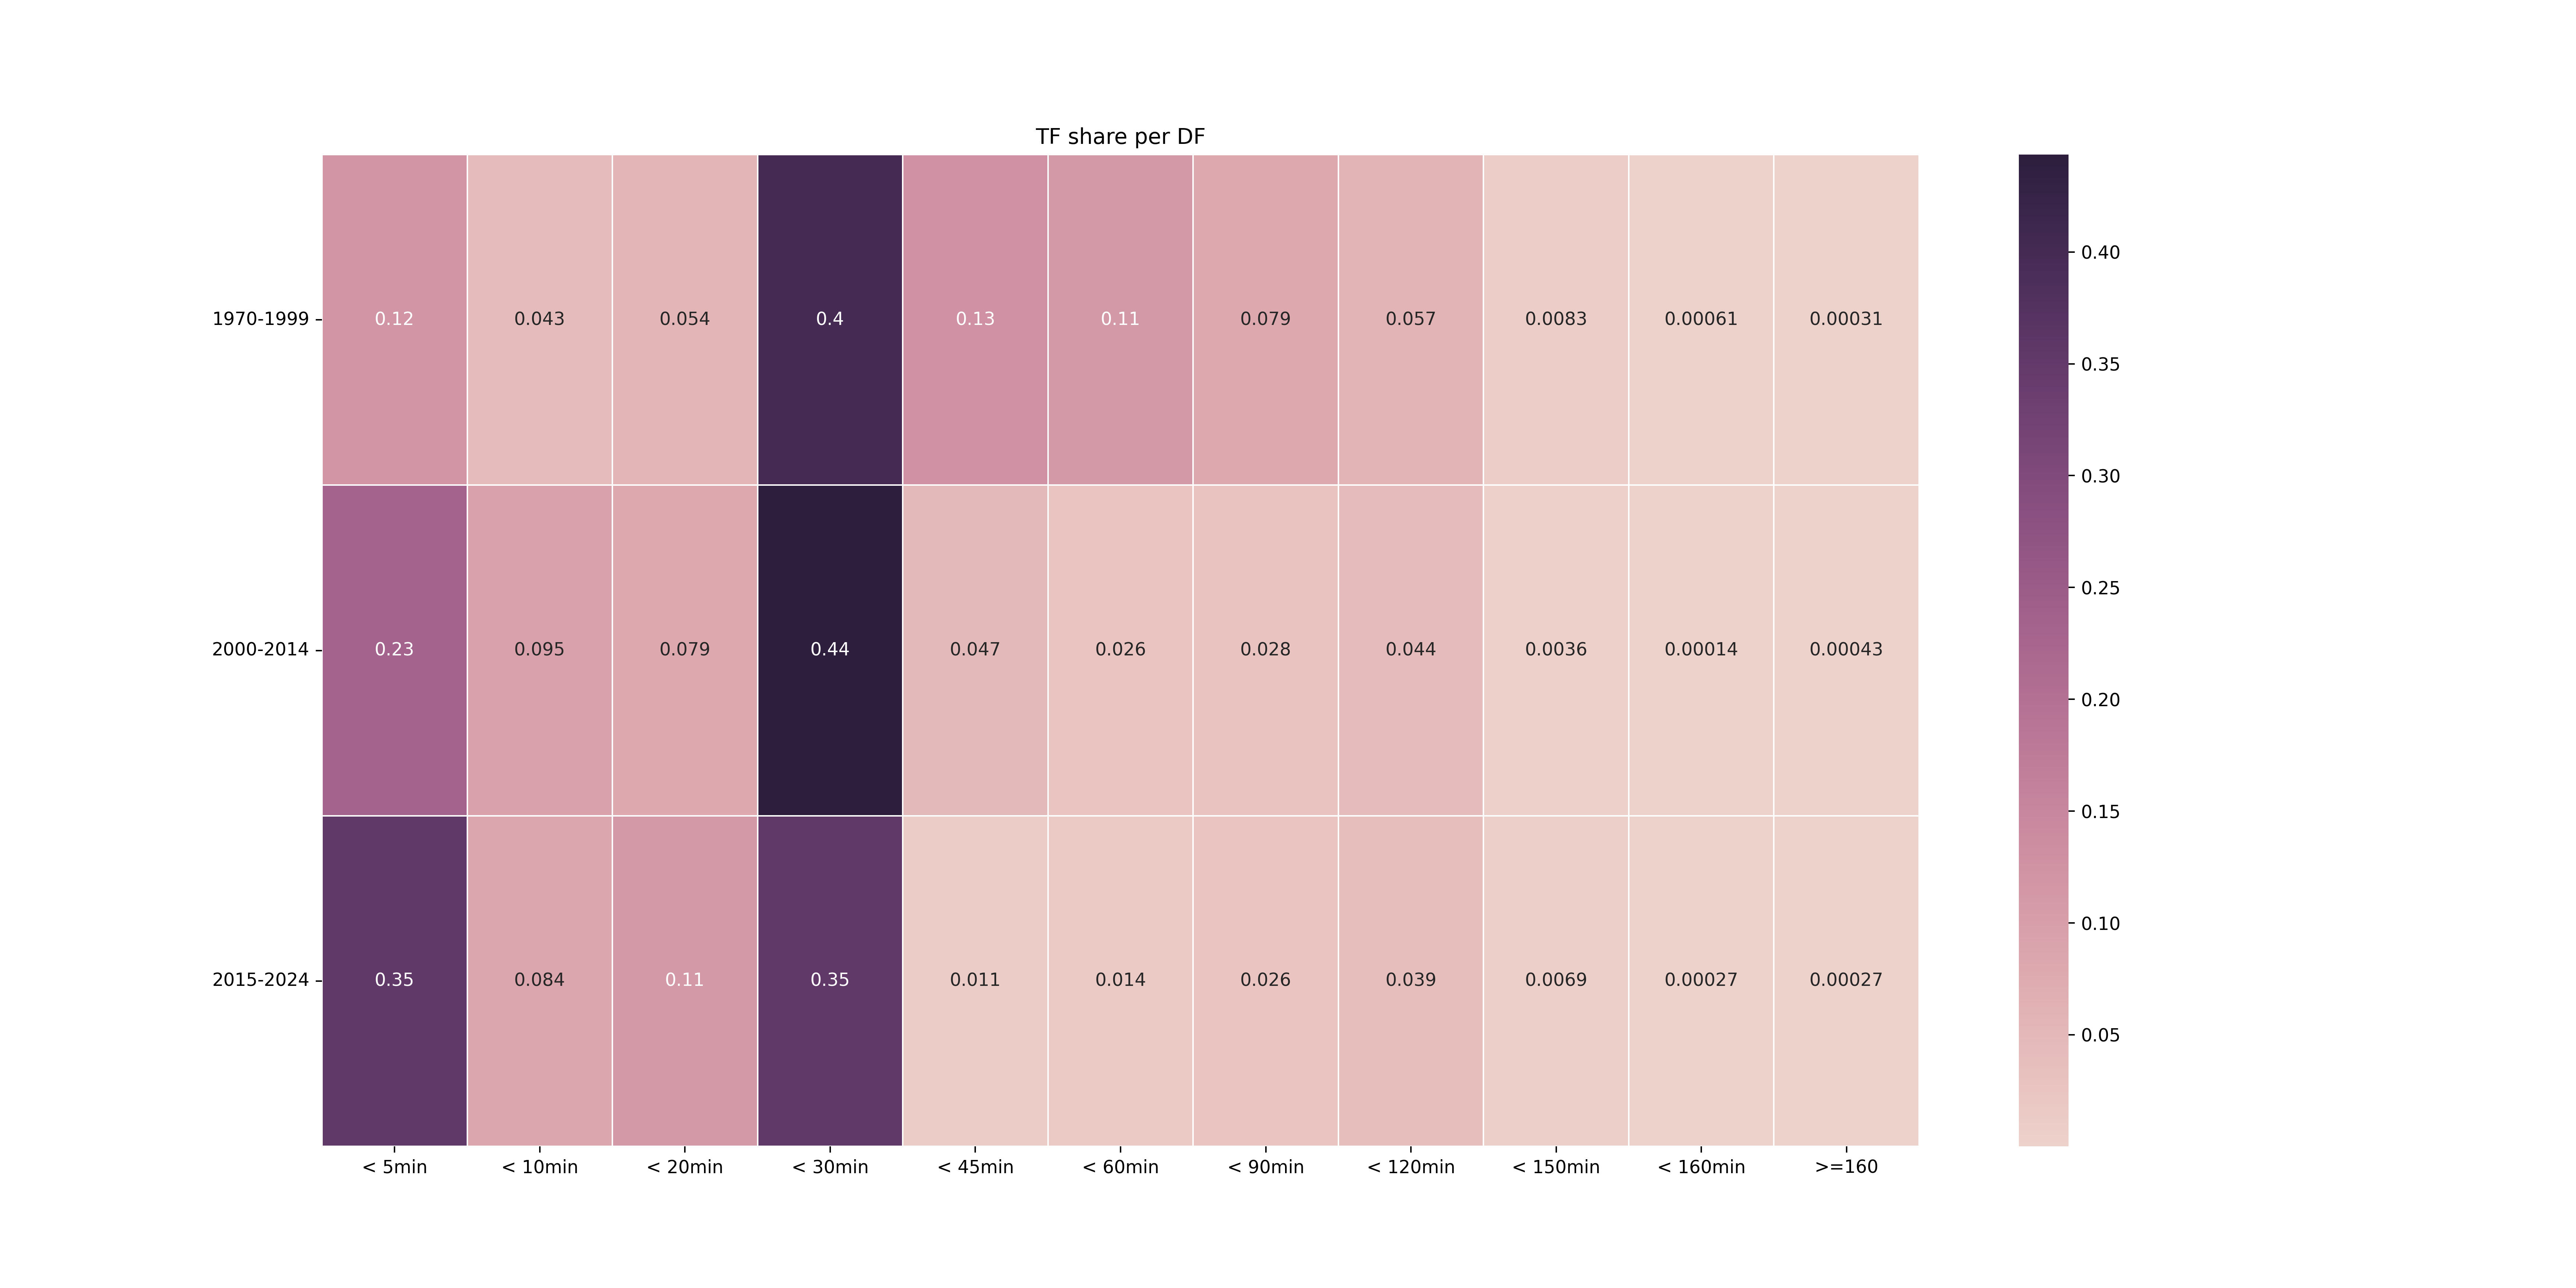 TF share per DF
1970-1999 0.12 0.043 0.054 0.4 0.13 0.11 0.079 0.057 0.0083 0.00061 0.00031
2000-2014 0.23 0.095 0.079 0.44 0.047 0.026 0.028 0.044 0.0036 0.00014 0.00043
2015-2024 0.35 0.084 0.11 0.35 0.011 0.014 0.026 0.039 0.0069 0.00027 0.00027
< 5min < 10min < 20min < 30min < 45min < 60min < 90min < 120min < 150min < 160min >=160
0.40
0.35
0.30
0.25
0.20
0.15
0.10
0.05